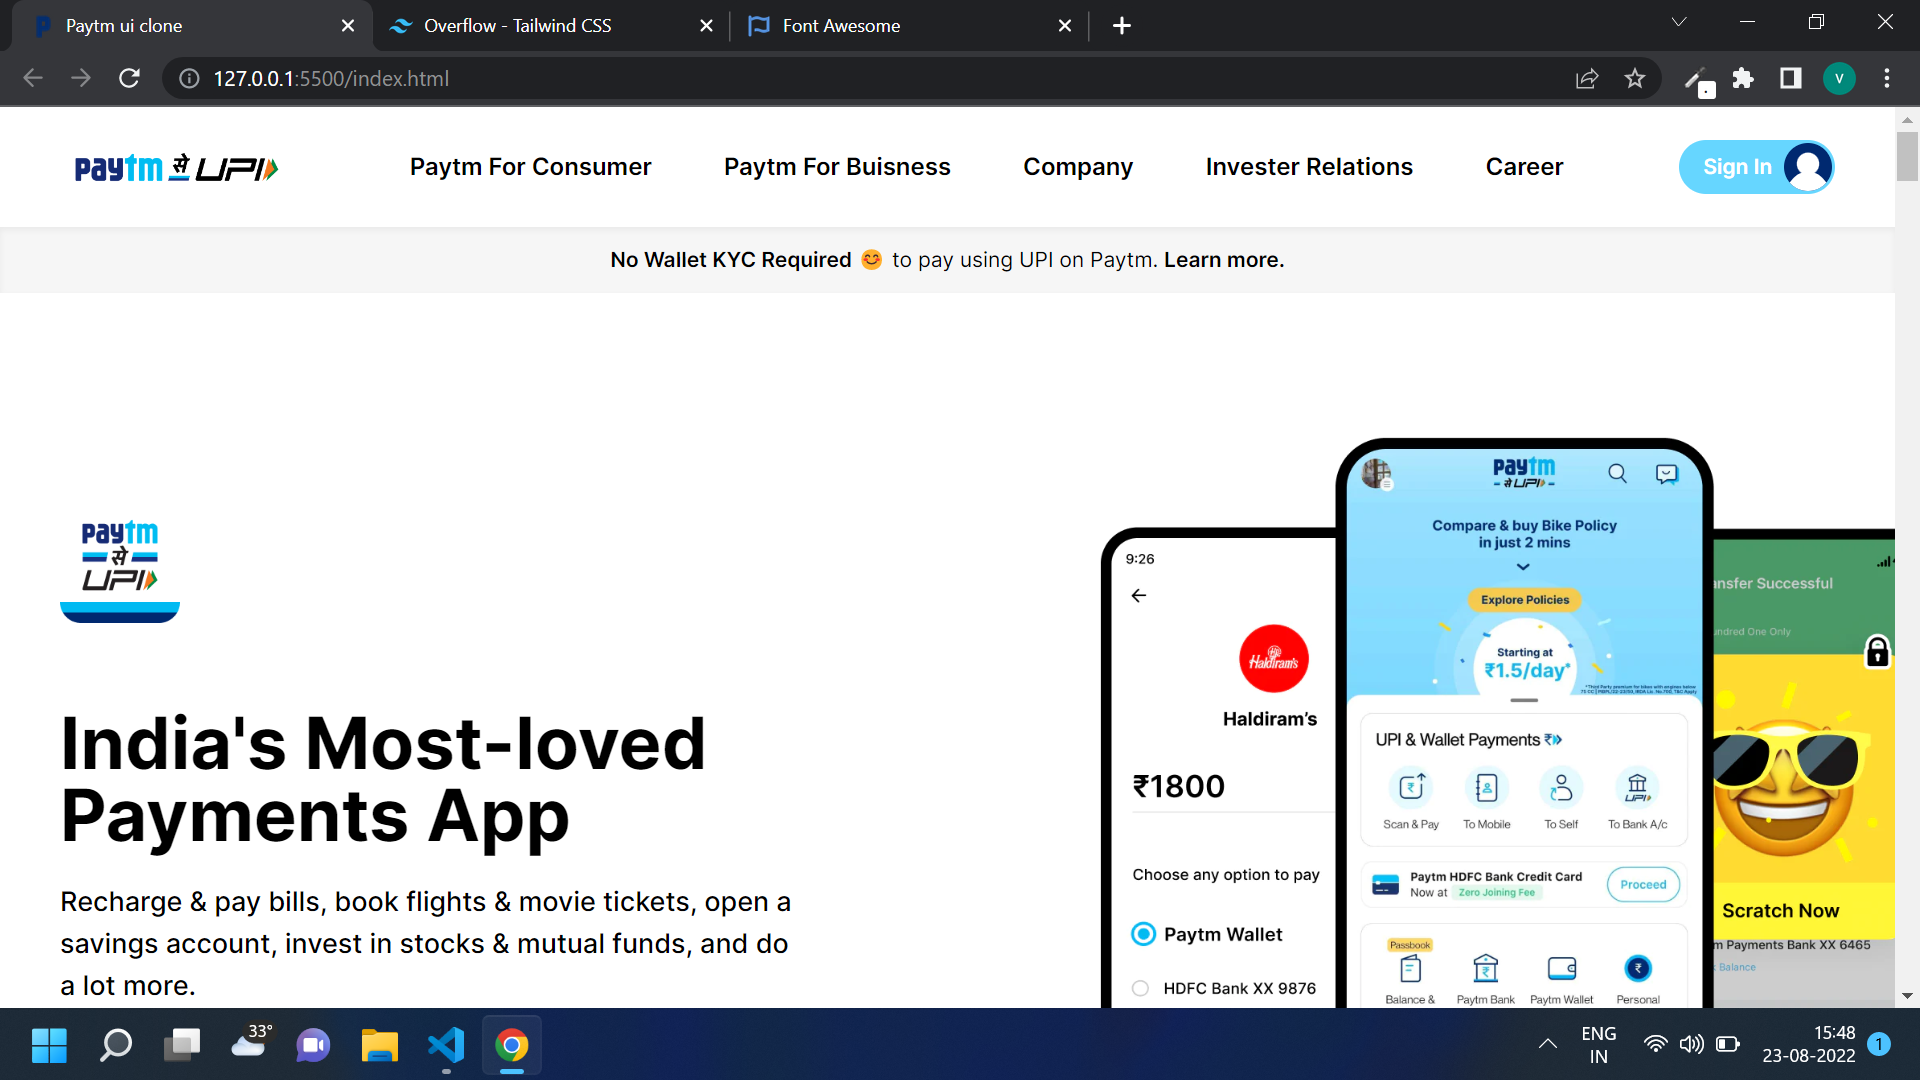 Paytm ui clone
Overflow - Tailwind CSS
Font Awesome
127.0.0.1:5500/index.html
V
paytm से UPI
Paytm For Consumer
Paytm For Buisness
Company
Invester Relations
Career
Sign In
No Wallet KYC Required 😊 to pay using UPI on Paytm. Learn more.
paytm
से
UPI
India's Most-loved
Payments App
Recharge & pay bills, book flights & movie tickets, open a
savings account, invest in stocks & mutual funds, and do
a lot more.
9:26
Haldiram's
Haldiram's
₹1800
Choose any option to pay
Paytm Wallet
HDFC Bank XX 9876
paytm
से UPI
Compare & buy Bike Policy
in just 2 mins
Explore Policies
Starting at
₹1.5/day*
UPI & Wallet Payments
Scan & Pay
To Mobile
To Self
UPI
To Bank A/c
Paytm HDFC Bank Credit Card
Now at Zero Joining Fee
Proceed
Passbook
Balance &
Paytm Bank
Paytm Wallet
Personal
nsfer Successful
undred One Only
Scratch Now
m Payments Bank XX 6465
Balance
33°
ENG
IN
15:48
23-08-2022
1